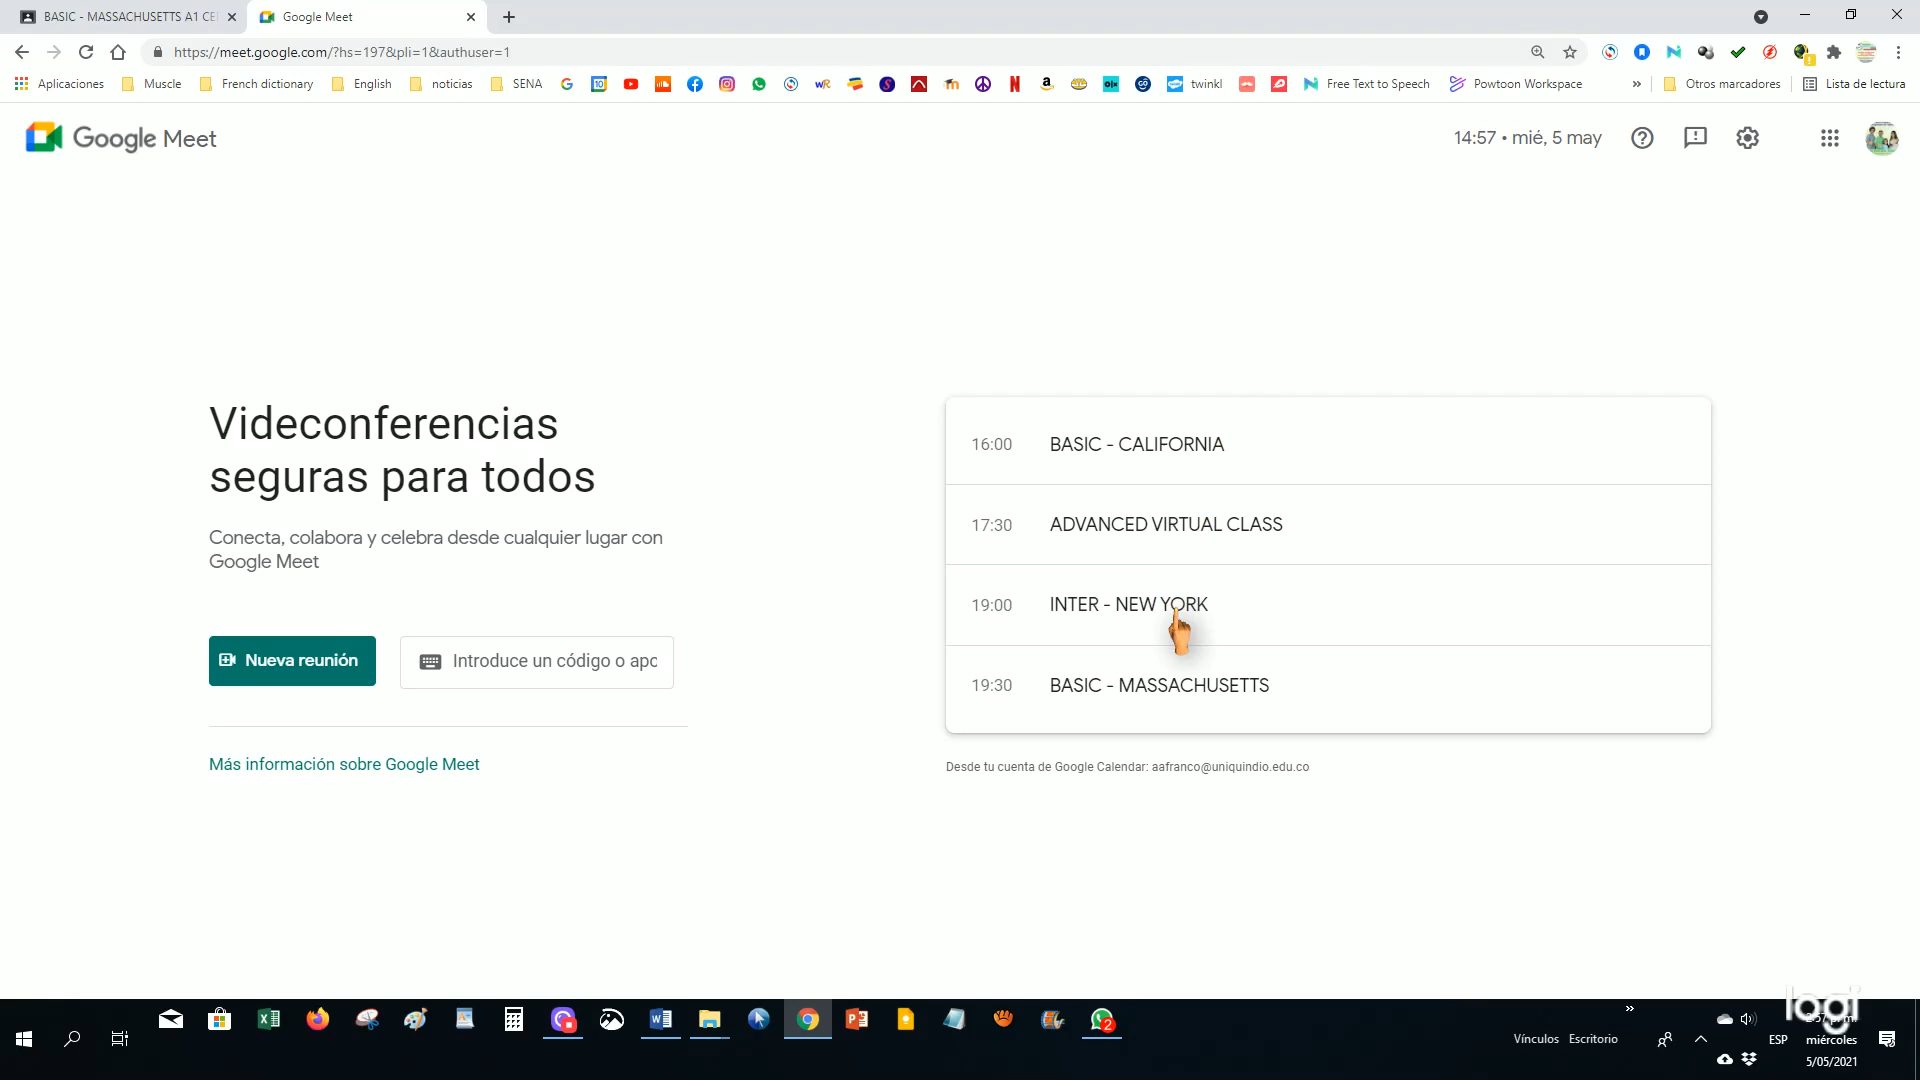 BASIC - MASSACHUSETTS A1 CE
Google Meet
https://meet.google.com/?hs=197&pli=1&authuser=1
Aplicaciones
Muscle
French dictionary
English
noticias
SENA
twinkl
Free Text to Speech
Powtoon Workspace
Otros marcadores
Lista de lectura
Google Meet
14:57 • mié, 5 may
Videconferencias
seguras para todos
Conecta, colabora y celebra desde cualquier lugar con
Google Meet
Nueva reunión
Introduce un código o apo
Más información sobre Google Meet
16:00 BASIC - CALIFORNIA
17:30 ADVANCED VIRTUAL CLASS
19:00 INTER - NEW YORK
19:30 BASIC - MASSACHUSETTS
Desde tu cuenta de Google Calendar: aafranco@uniquindio.edu.co
Vínculos
Escritorio
ESP
logi
miércoles
5/05/2021